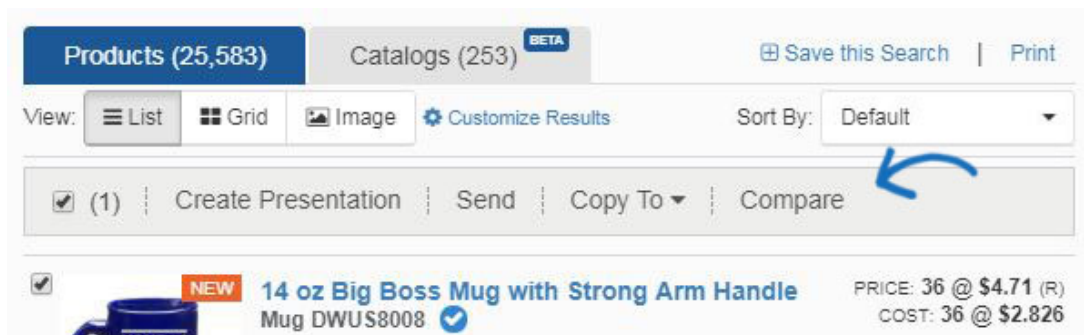 Products (25,583) Catalogs (253) BETA Save this Search | Print
View: List Grid Image Customize Results Sort By: Default
(1) Create Presentation Send Copy To Compare
NEW 14 oz Big Boss Mug with Strong Arm Handle PRICE: 36 @ $4.71 (R)
Mug DWUS8008 COST: 36 @ $2.826